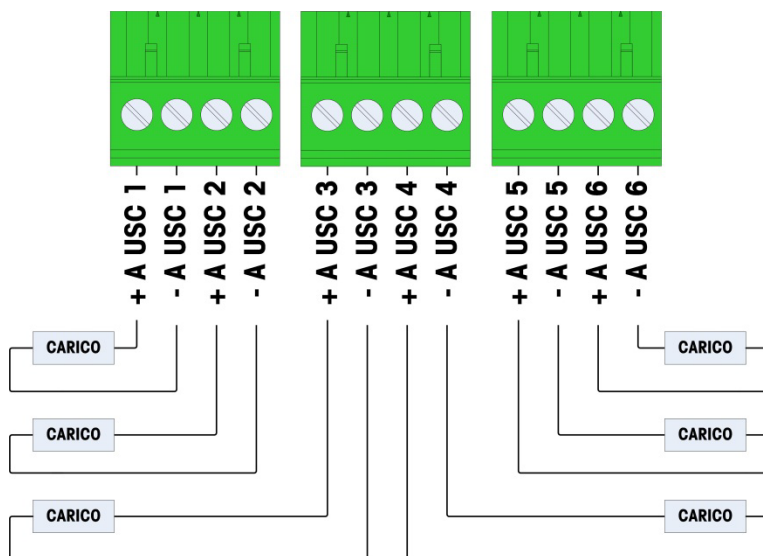 + A USC 1
- A USC 1
+ A USC 2
- A USC 2
+ A USC 3
- A USC 3
+ A USC 4
- A USC 4
+ A USC 5
- A USC 5
+ A USC 6
- A USC 6
CARICO
CARICO
CARICO
CARICO
CARICO
CARICO